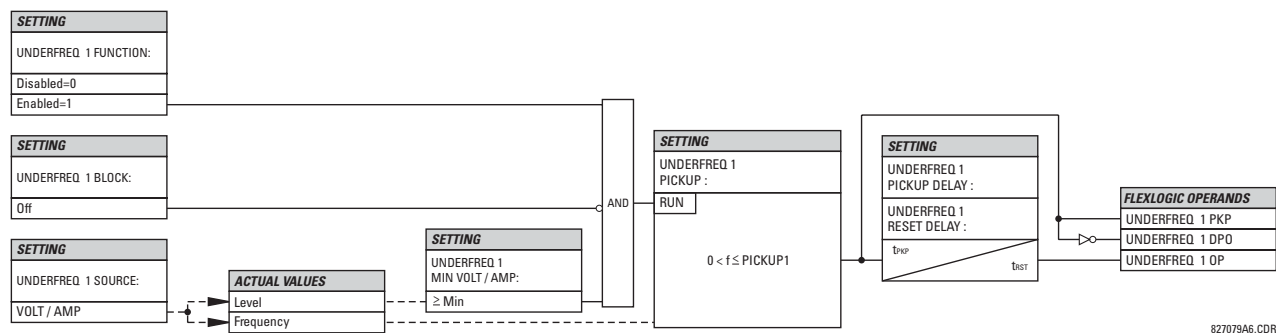 SETTING
UNDERFREQ 1 FUNCTION:
Disabled=0
Enabled=1
SETTING
UNDERFREQ 1 BLOCK:
Off
SETTING
UNDERFREQ 1 SOURCE:
VOLT / AMP
ACTUAL VALUES
Level
Frequency
SETTING
UNDERFREQ 1
MIN VOLT / AMP:
≥ Min
AND
SETTING
UNDERFREQ 1
PICKUP :
RUN
0 < f ≤ PICKUP1
SETTING
UNDERFREQ 1
PICKUP DELAY :
UNDERFREQ 1
RESET DELAY :
tPKP
tRST
FLEXLOGIC OPERANDS
UNDERFREQ 1 PKP
UNDERFREQ 1 DPO
UNDERFREQ 1 OP
827079A6.CDR